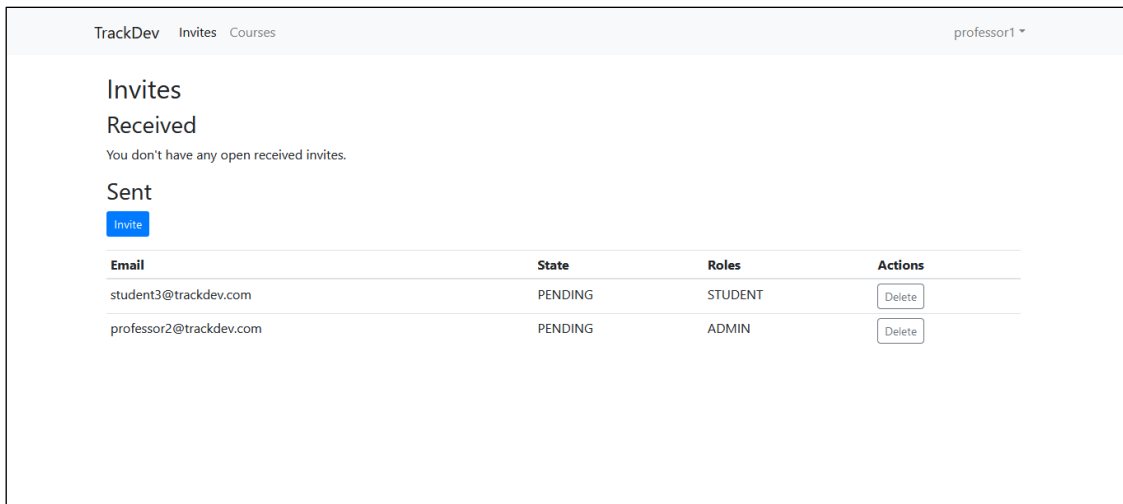 TrackDev Invites Courses professor1
Invites
Received
You don't have any open received invites.
Sent
Invite
Email State Roles Actions
student3@trackdev.com PENDING STUDENT Delete
professor2@trackdev.com PENDING ADMIN Delete